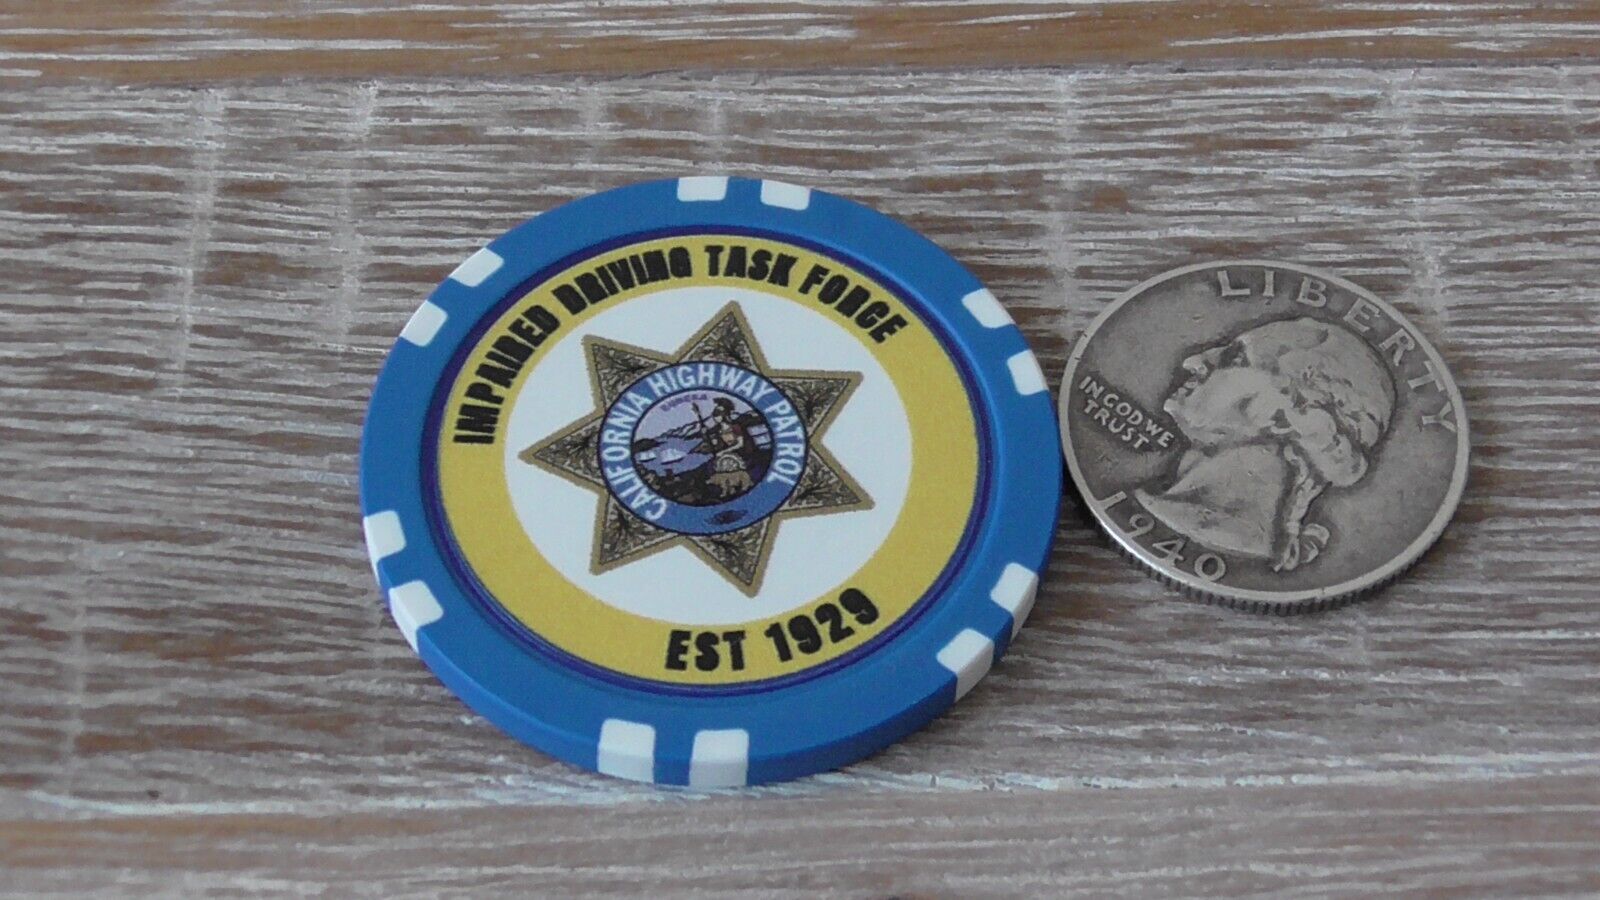 IMPAIRED DRIVING TASK FORCE
CALIFORNIA HIGHWAY PATROL
EUREKA
EST 1929
LIBERTY
IN GOD WE
TRUST
1940